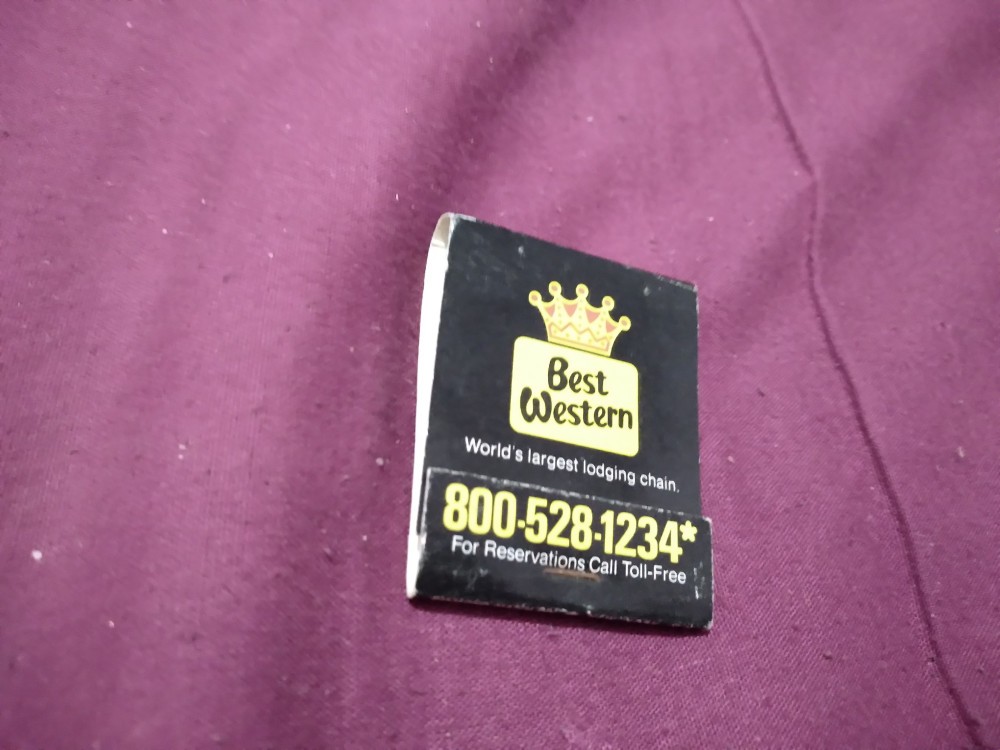 Best
Western
World's largest lodging chain.
800-528-1234*
For Reservations Call Toll-Free